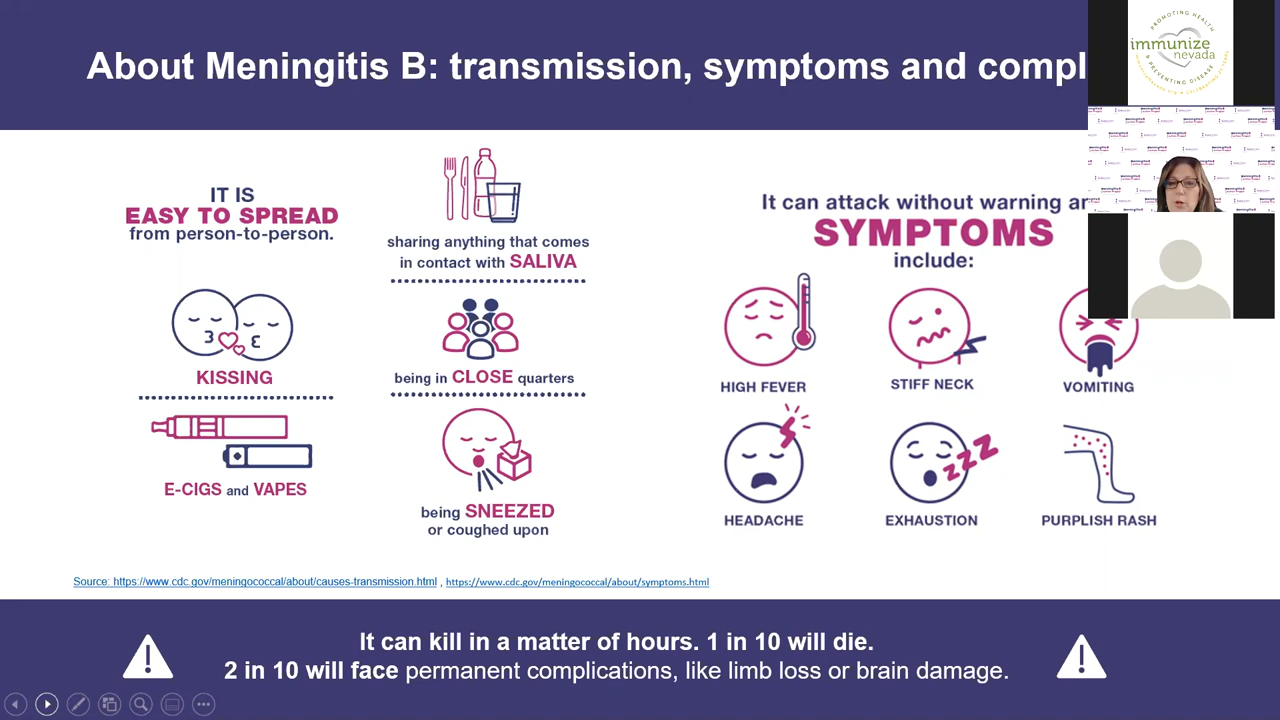 About Meningitis B: transmission, symptoms and compl
PROMOTING HEALTH
immunize
nevada
& PREVENTING DISEASE
IT IS
EASY TO SPREAD
from person-to-person.
KISSING
E-CIGS and VAPES
sharing anything that comes
in contact with SALIVA
being in CLOSE quarters
being SNEEZED
or coughed upon
It can attack without warning an
SYMPTOMS
include:
HIGH FEVER
STIFF NECK
VOMITING
HEADACHE
EXHAUSTION
PURPLISH RASH
Source: https://www.cdc.gov/meningococcal/about/causes-transmission.html , https://www.cdc.gov/meningococcal/about/symptoms.html
It can kill in a matter of hours. 1 in 10 will die.
2 in 10 will face permanent complications, like limb loss or brain damage.